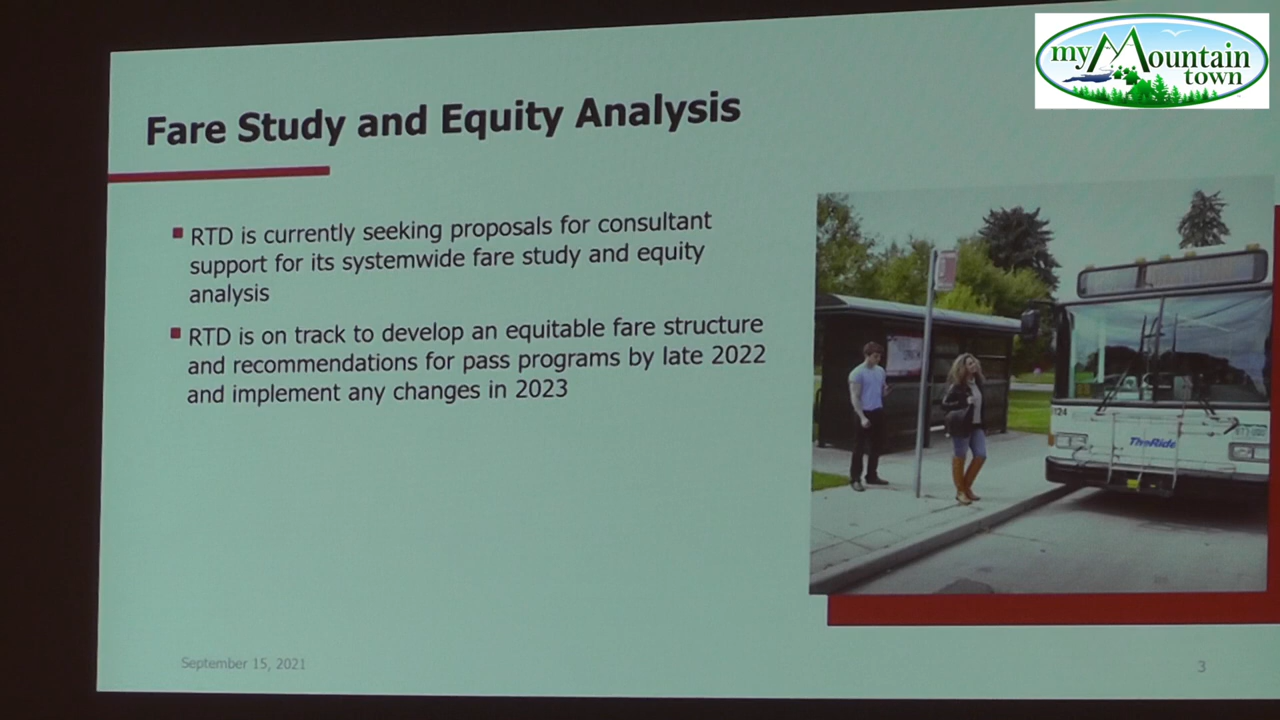 my Mountain
town
Fare Study and Equity Analysis
RTD is currently seeking proposals for consultant
support for its systemwide fare study and equity
analysis
RTD is on track to develop an equitable fare structure
and recommendations for pass programs by late 2022
and implement any changes in 2023
124
TheRide
September 15, 2021
3